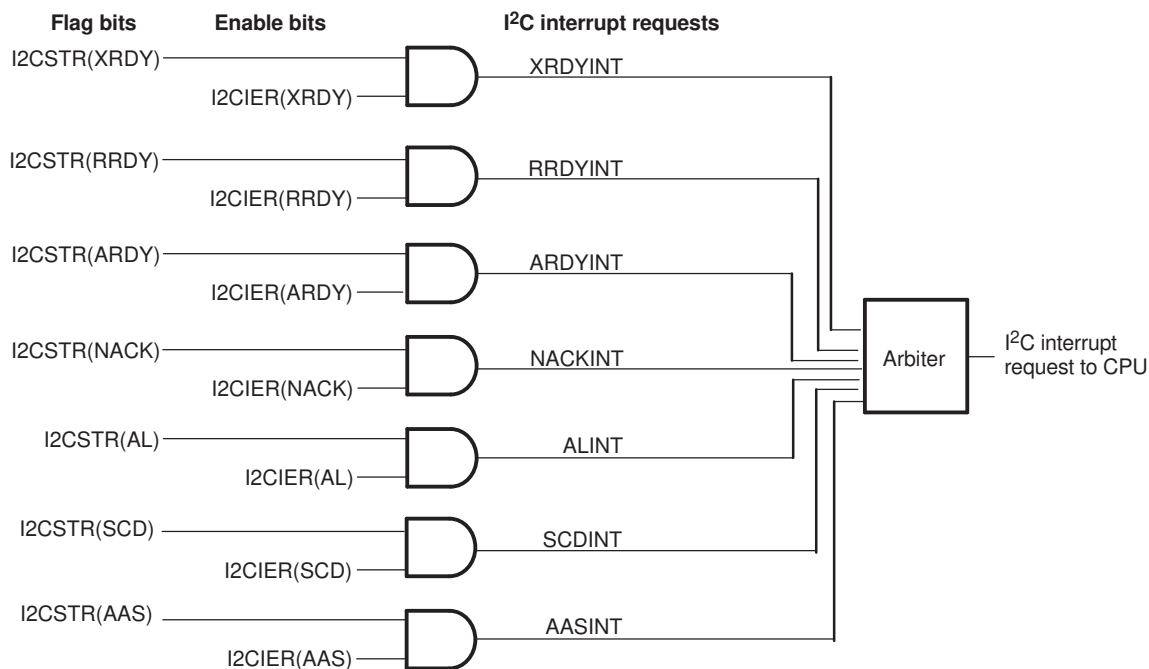 Flag bits Enable bits I²C interrupt requests
I2CSTR(XRDY)
XRDYINT
I2CIER(XRDY)
I2CSTR(RRDY)
RRDYINT
I2CIER(RRDY)
I2CSTR(ARDY)
ARDYINT
I2CIER(ARDY)
I2CSTR(NACK)
NACKINT
I2CIER(NACK)
Arbiter
I²C interrupt
request to CPU
I2CSTR(AL)
ALINT
I2CIER(AL)
I2CSTR(SCD)
SCDINT
I2CIER(SCD)
I2CSTR(AAS)
AASINT
I2CIER(AAS)